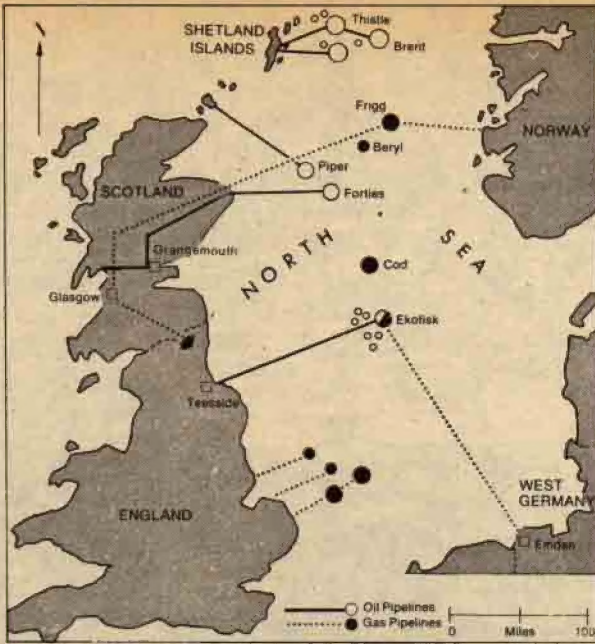 SHETLAND
ISLANDS
Thistle
Brent
Frigg
NORWAY
Beryl
Piper
SCOTLAND
Forties
Grangemouth
NORTH SEA
Cod
Glasgow
Ekofisk
Teesside
WEST
GERMANY
ENGLAND
Emden
Oil Pipelines
Gas Pipelines
0 Miles 100